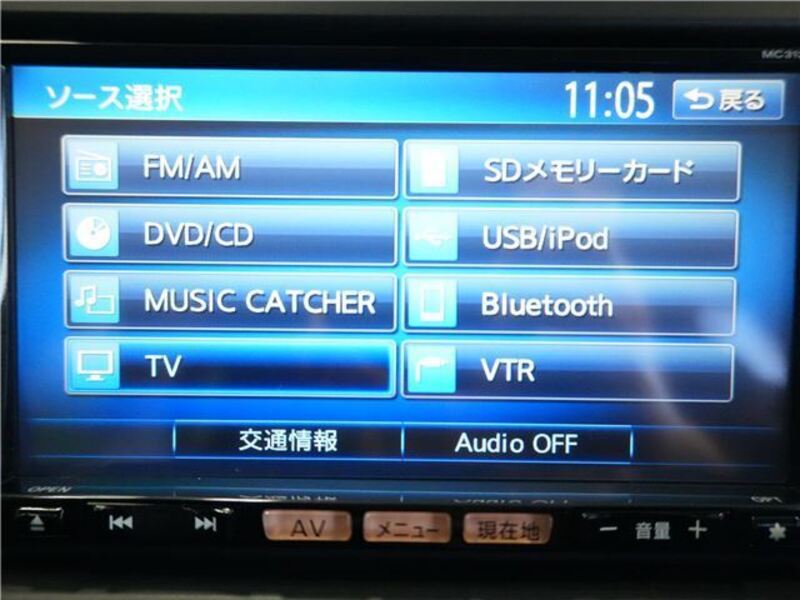 ソース選択
11:05
戻る
FM/AM
SDメモリーカード
DVD/CD
USB/iPod
MUSIC CATCHER
Bluetooth
TV
VTR
交通情報
Audio OFF
OPEN
OPT
AV
メニュー
現在地
音量